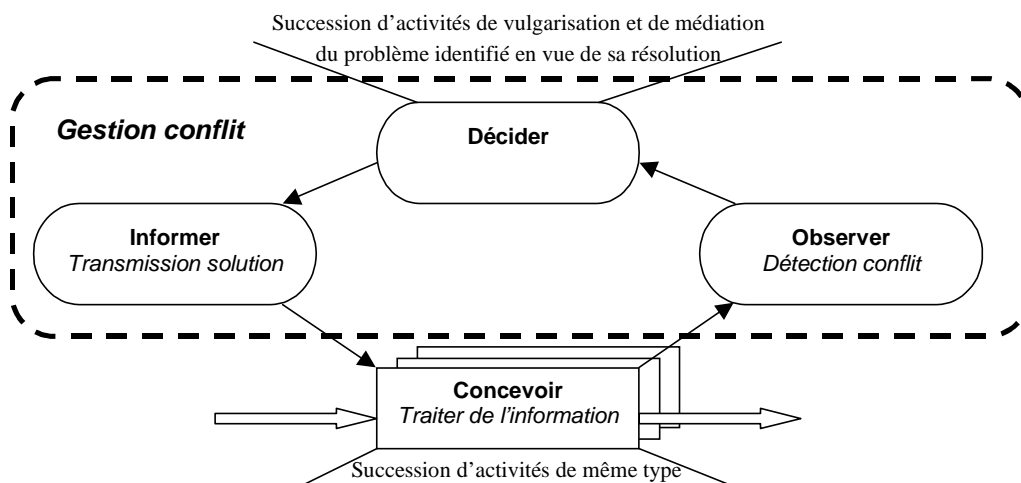 Succession d’activités de vulgarisation et de médiation
du problème identifié en vue de sa résolution
Gestion conflit
Décider
Informer
Transmission solution
Observer
Détection conflit
Concevoir
Traiter de l’information
Succession d’activités de même type